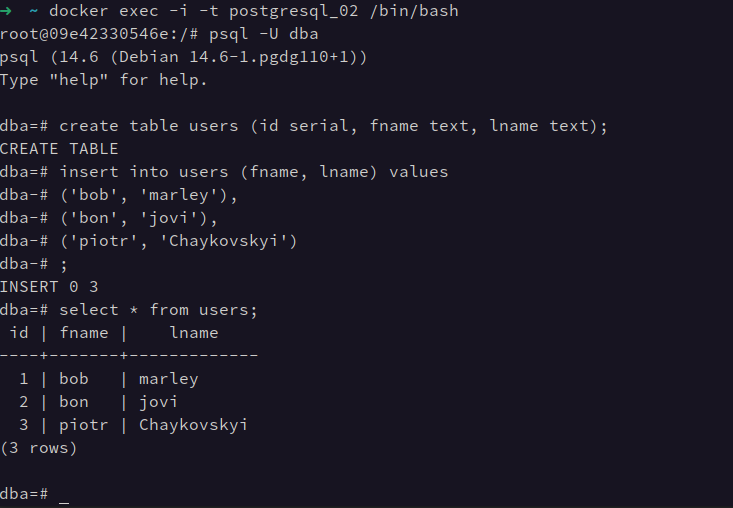 → ~ docker exec -i -t postgresql_02 /bin/bash
root@09e42330546e:/# psql -U dba
psql (14.6 (Debian 14.6-1.pgdg110+1))
Type "help" for help.

dba=# create table users (id serial, fname text, lname text);
CREATE TABLE
dba=# insert into users (fname, lname) values
dba-# ('bob', 'marley'),
dba-# ('bon', 'jovi'),
dba-# ('piotr', 'Chaykovskyi')
dba-# ;
INSERT 0 3
dba=# select * from users;
 id | fname |    lname
----+-------+-------------
  1 | bob   | marley
  2 | bon   | jovi
  3 | piotr | Chaykovskyi
(3 rows)

dba=# _